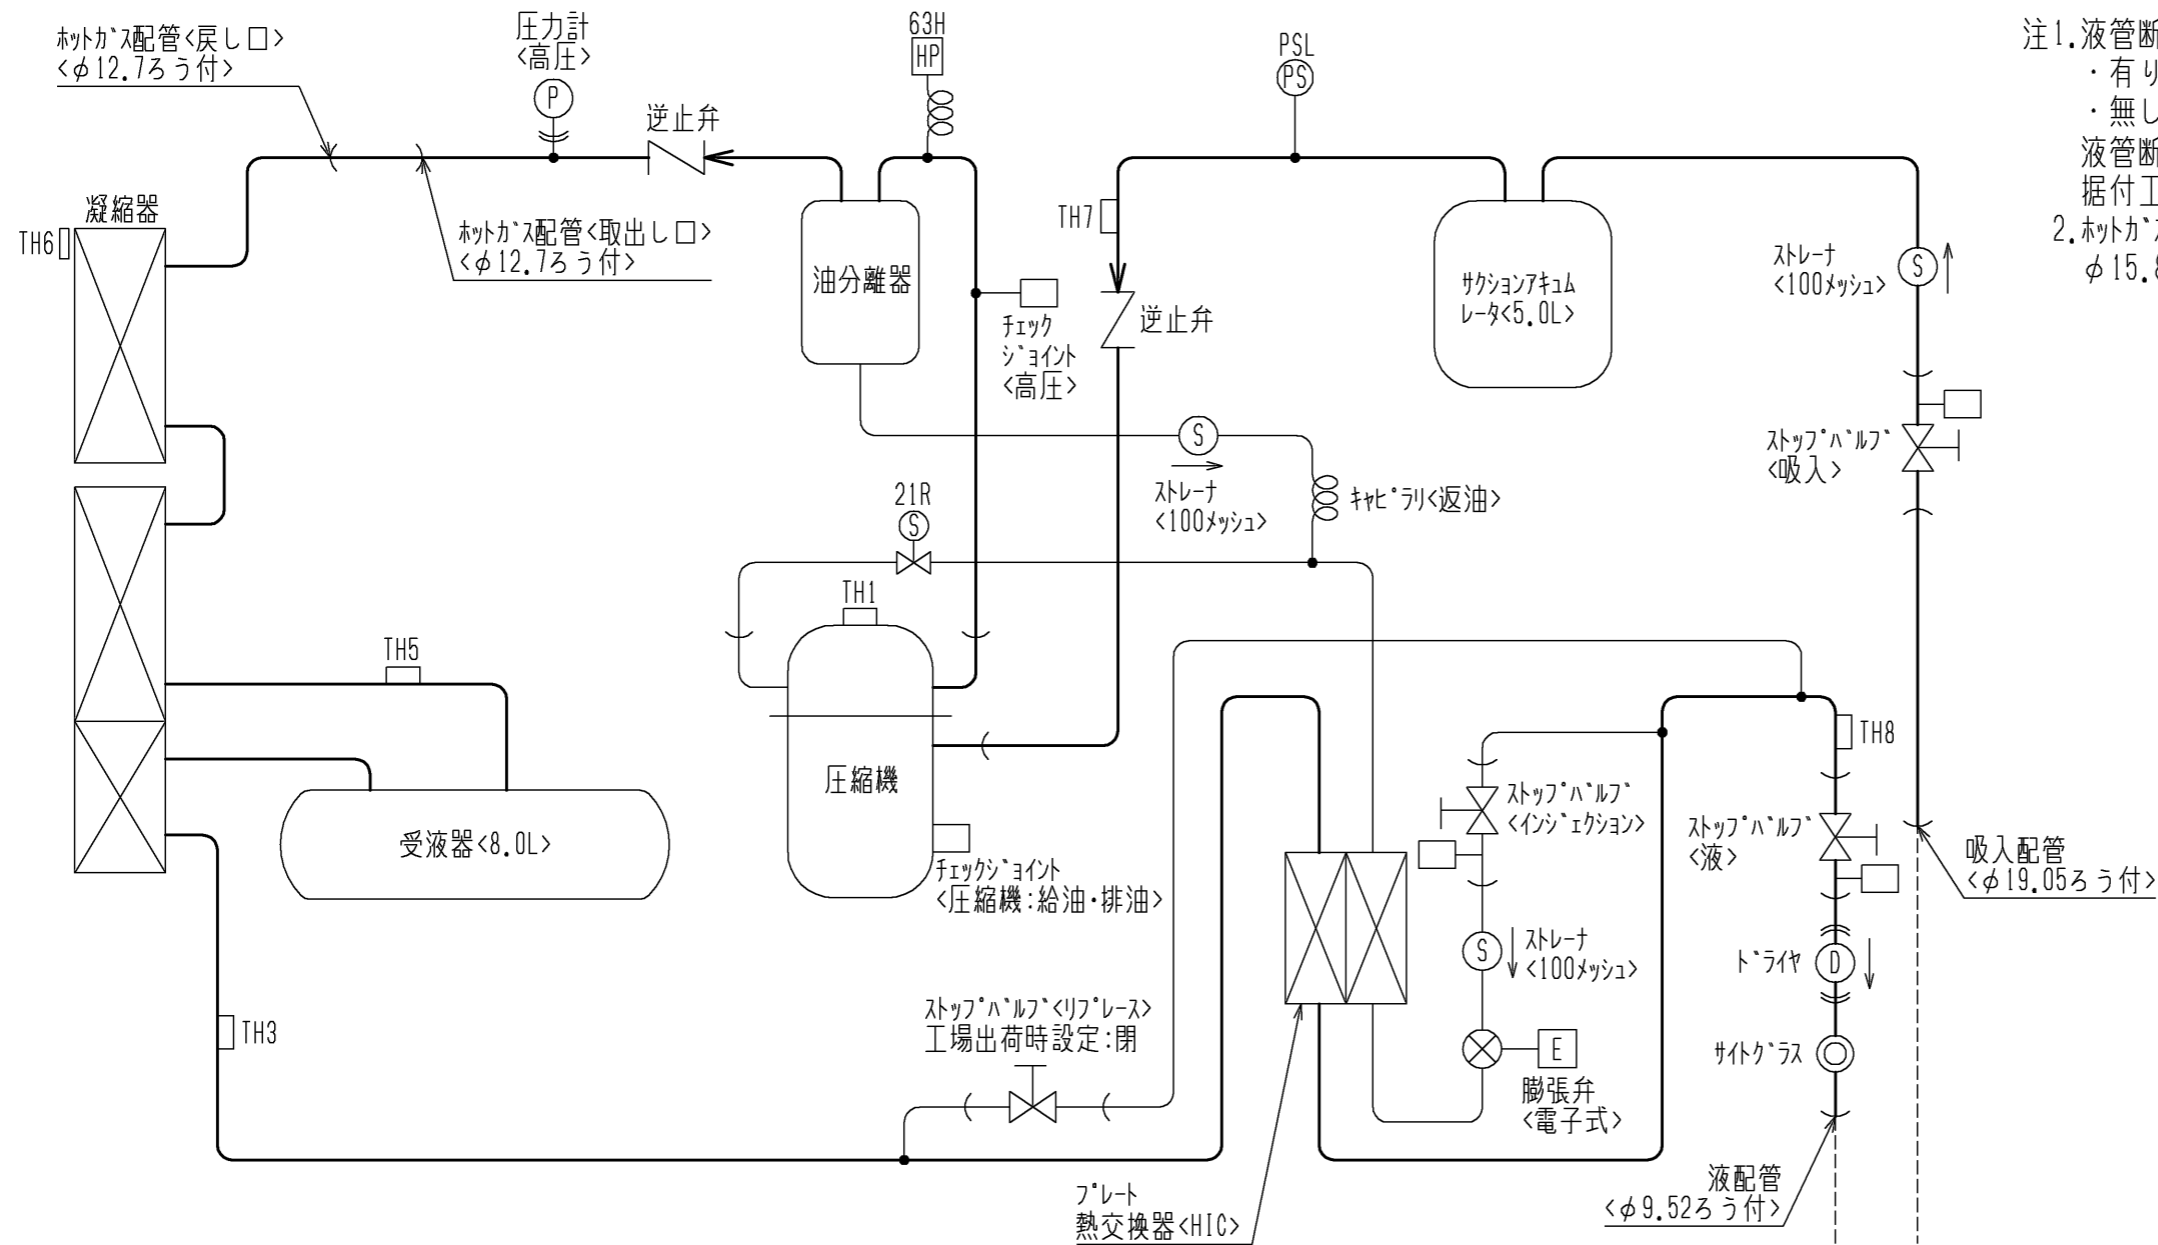 ﾎｯﾄｶﾞｽ配管<戻し口>
<φ12.7ろう付>
圧力計
<高圧>
P
63H
HP
PSL
PS
逆止弁
注1.液管断
・有り
・無し
液管断
据付工
2.ﾎｯﾄｶﾞｽ
φ15.8
凝縮器
TH6
ﾎｯﾄｶﾞｽ配管<取出し口>
<φ12.7ろう付>
油分離器
TH7
逆止弁
ﾁｪｯｸ
ｼﾞｮｲﾝﾄ
<高圧>
ｻｸｼｮﾝｱｷｭﾑ
ﾚｰﾀ<5.0L>
ｽﾄﾚｰﾅ
<100ﾒｯｼｭ>
S
ｽﾄｯﾌﾟﾊﾞﾙﾌﾞ
<吸入>
S
ｽﾄﾚｰﾅ
<100ﾒｯｼｭ>
ｷｬﾋﾟﾗﾘ<返油>
21R
S
TH1
TH5
圧縮機
受液器<8.0L>
ﾁｪｯｸｼﾞｮｲﾝﾄ
<圧縮機:給油・排油>
TH8
ｽﾄｯﾌﾟﾊﾞﾙﾌﾞ
<ｲﾝｼﾞｪｸｼｮﾝ>
ｽﾄｯﾌﾟﾊﾞﾙﾌﾞ
<液>
吸入配管
<φ19.05ろう付>
S
ｽﾄﾚｰﾅ
<100ﾒｯｼｭ>
ﾄﾞﾗｲﾔ
D
TH3
ｽﾄｯﾌﾟﾊﾞﾙﾌﾞ<ﾘﾌﾟﾚｰｽ>
工場出荷時設定:閉
E
膨張弁
<電子式>
ｻｲﾄｸﾞﾗｽ
ﾌﾟﾚｰﾄ
熱交換器<HIC>
液配管
<φ9.52ろう付>